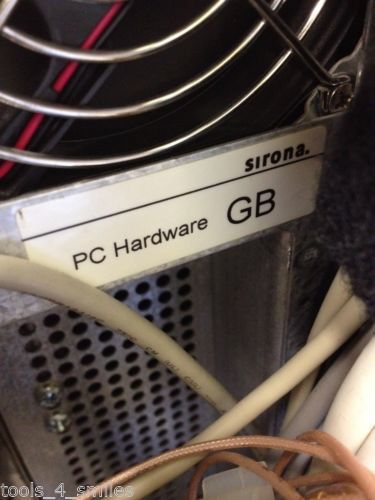 sirona.
PC Hardware GB
tools_4_smiles